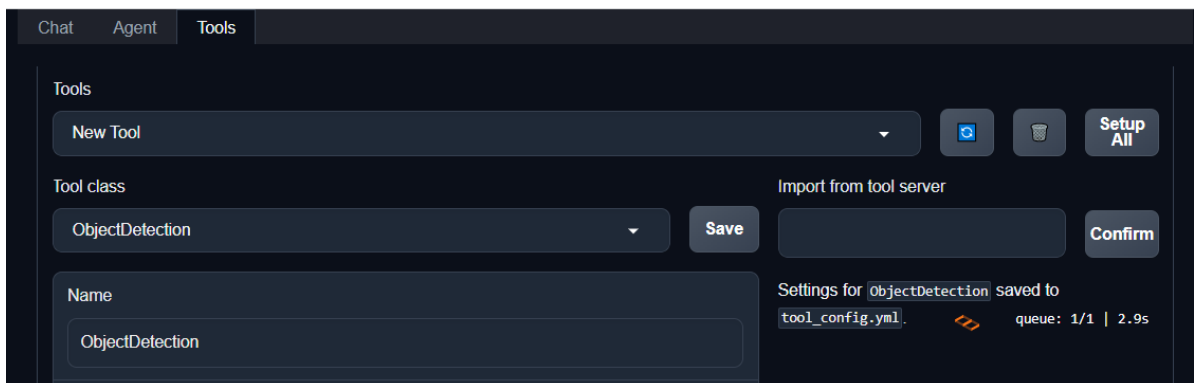 Chat Agent Tools
Tools
New Tool
Setup All
Tool class
Import from tool server
ObjectDetection
Save
Confirm
Name
ObjectDetection
Settings for ObjectDetection saved to
tool_config.yml.
queue: 1/1 | 2.9s